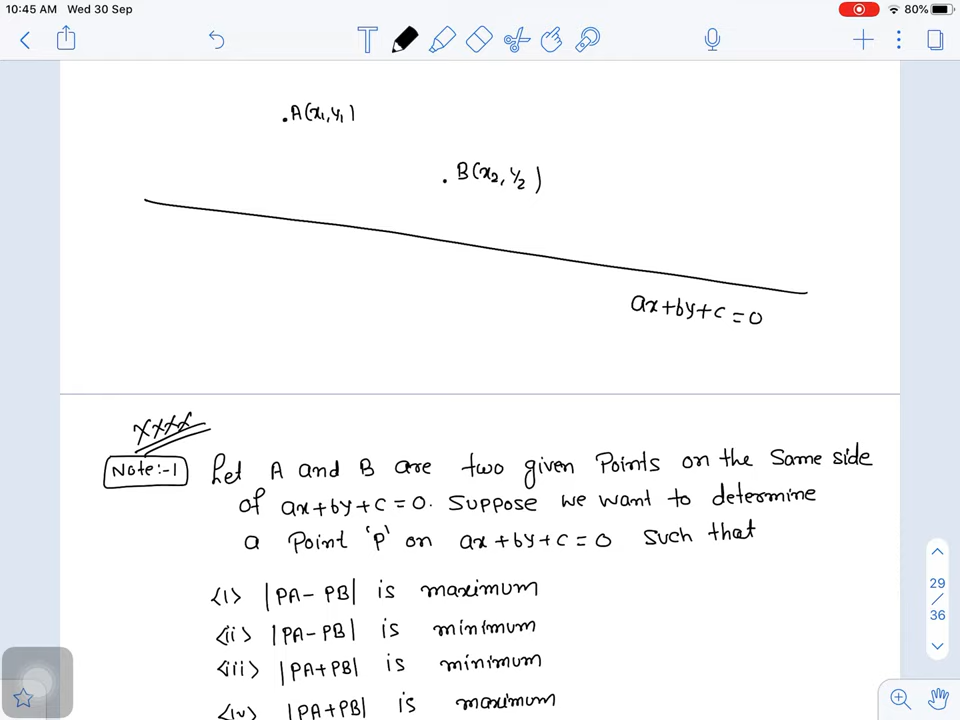 10:45 AM Wed 30 Sep
80%
T
.A(x₁,y₁)
. B(x₂, y₂)
ax+by+c=0
XXXX
Note:-1
Let A and B are two given Points on the Same side
of ax+by+c=0. Suppose we want to determine
a Point 'p' on ax+by+c=0 Such that
<i> |PA-PB| is maximum
<ii> |PA-PB| is minimum
<iii> |PA+PB| is minimum
<iv> |PA+PB| is maximum
29
/
36